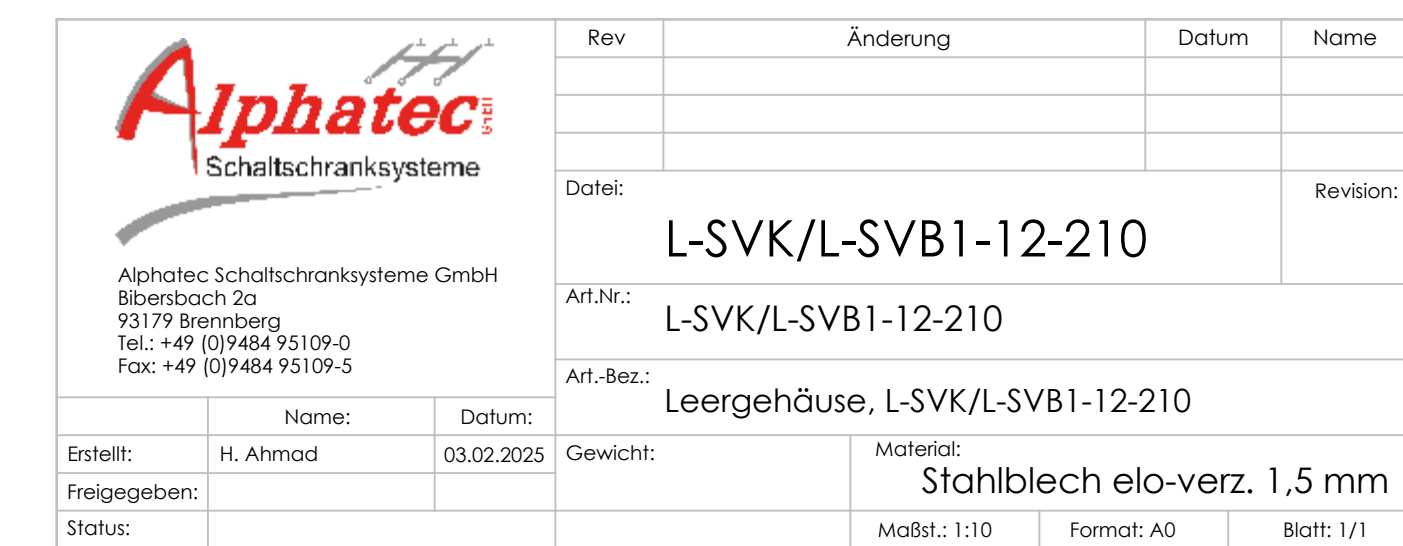 Alphatec GmbH
Schaltschranksysteme
Alphatec Schaltschranksysteme GmbH
Bibersbach 2a
93179 Brennberg
Tel.: +49 (0)9484 95109-0
Fax: +49 (0)9484 95109-5
Name: Datum:
Erstellt: H. Ahmad 03.02.2025
Freigegeben:
Status:
Rev Änderung Datum Name
Datei: Revision:
L-SVK/L-SVB1-12-210
Art.Nr.:
L-SVK/L-SVB1-12-210
Art.-Bez.:
Leergehäuse, L-SVK/L-SVB1-12-210
Gewicht: Material:
Stahlblech elo-verz. 1,5 mm
Maßst.: 1:10 Format: A0 Blatt: 1/1